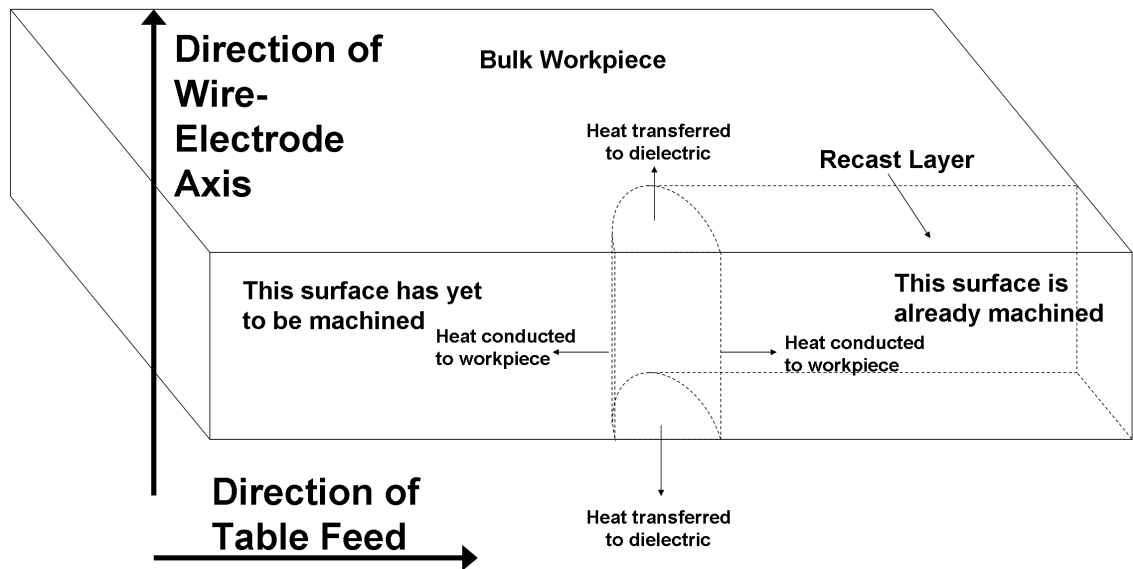 Direction of
Wire-
Electrode
Axis
Bulk Workpiece
Heat transferred
to dielectric
Recast Layer
This surface has yet
to be machined
This surface is
already machined
Heat conducted
to workpiece
Heat conducted
to workpiece
Direction of
Table Feed
Heat transferred
to dielectric